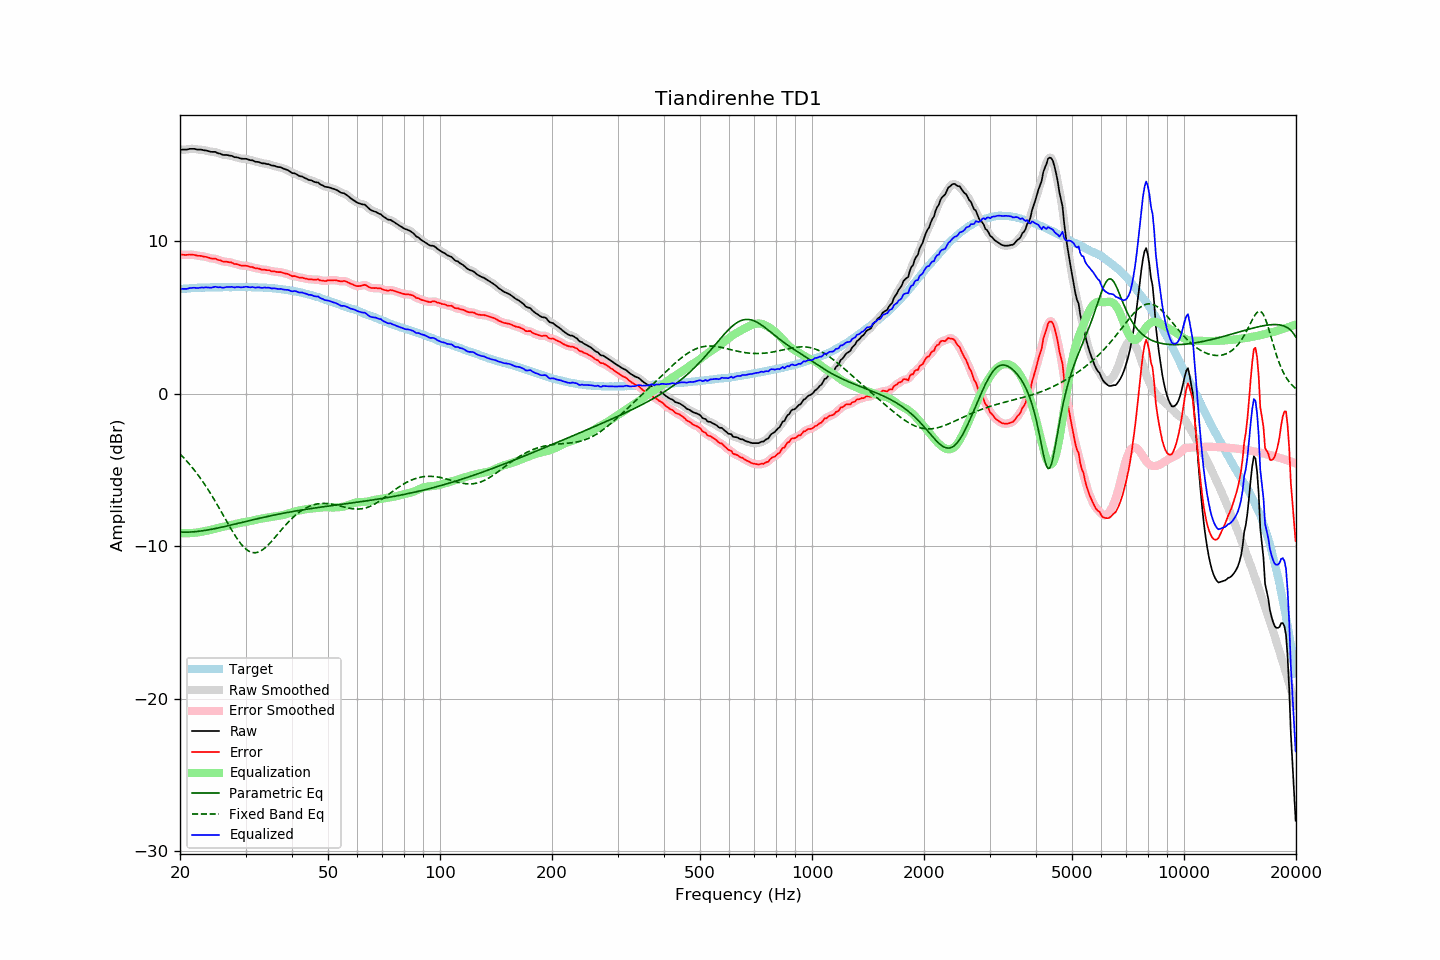 Tiandirenhe TD1
Amplitude (dBr)
10
0
−10
−20
−30
Target
Raw Smoothed
Error Smoothed
Raw
Error
Equalization
Parametric Eq
Fixed Band Eq
Equalized
20 50 100 200 500 1000 2000 5000 10000 20000
Frequency (Hz)